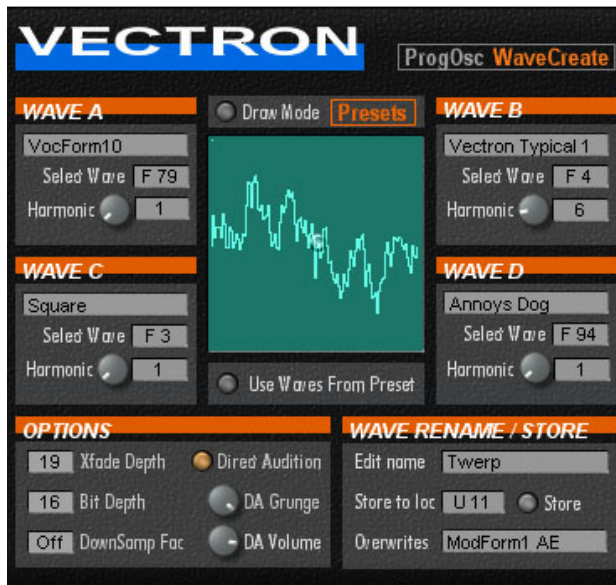 VECTRON
ProgOsc WaveCreate
WAVE A
VocForm10
Select Wave F 79
Harmonic 1
Draw Mode Presets
WAVE B
Vectron Typical 1
Select Wave F 4
Harmonic 6
WAVE C
Square
Select Wave F 3
Harmonic 1
Use Waves From Preset
WAVE D
Annoys Dog
Select Wave F 94
Harmonic 1
OPTIONS
19 Xfade Depth Direct Audition
16 Bit Depth DA Grunge
Off DownSamp Fac DA Volume
WAVE RENAME / STORE
Edit name Twerp
Store to loc U 11 Store
Overwrites ModForm1 AE